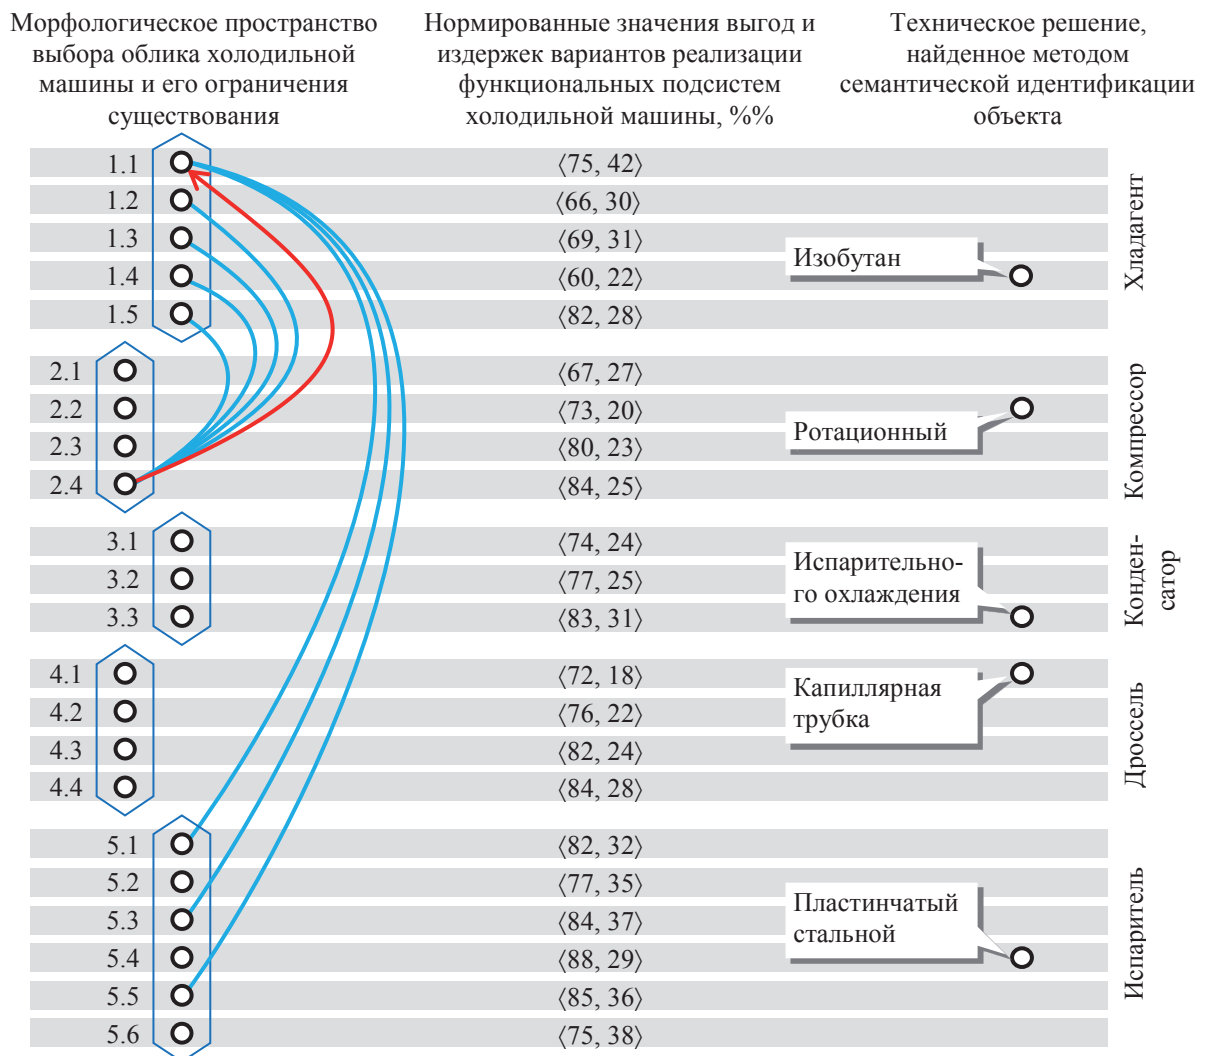 Морфологическое пространство
выбора облика холодильной
машины и его ограничения
существования
Нормированные значения выгод и
издержек вариантов реализации
функциональных подсистем
холодильной машины, %%
Техническое решение,
найденное методом
семантической идентификации
объекта
1.1 ⟨75, 42⟩
1.2 ⟨66, 30⟩
1.3 ⟨69, 31⟩
1.4 ⟨60, 22⟩
1.5 ⟨82, 28⟩
Изобутан
Хладагент
2.1 ⟨67, 27⟩
2.2 ⟨73, 20⟩
2.3 ⟨80, 23⟩
2.4 ⟨84, 25⟩
Ротационный
Компрессор
3.1 ⟨74, 24⟩
3.2 ⟨77, 25⟩
3.3 ⟨83, 31⟩
Испарительно-
го охлаждения
Конден-
сатор
4.1 ⟨72, 18⟩
4.2 ⟨76, 22⟩
4.3 ⟨82, 24⟩
4.4 ⟨84, 28⟩
Капиллярная
трубка
Дроссель
5.1 ⟨82, 32⟩
5.2 ⟨77, 35⟩
5.3 ⟨84, 37⟩
5.4 ⟨88, 29⟩
5.5 ⟨85, 36⟩
5.6 ⟨75, 38⟩
Пластинчатый
стальной
Испаритель